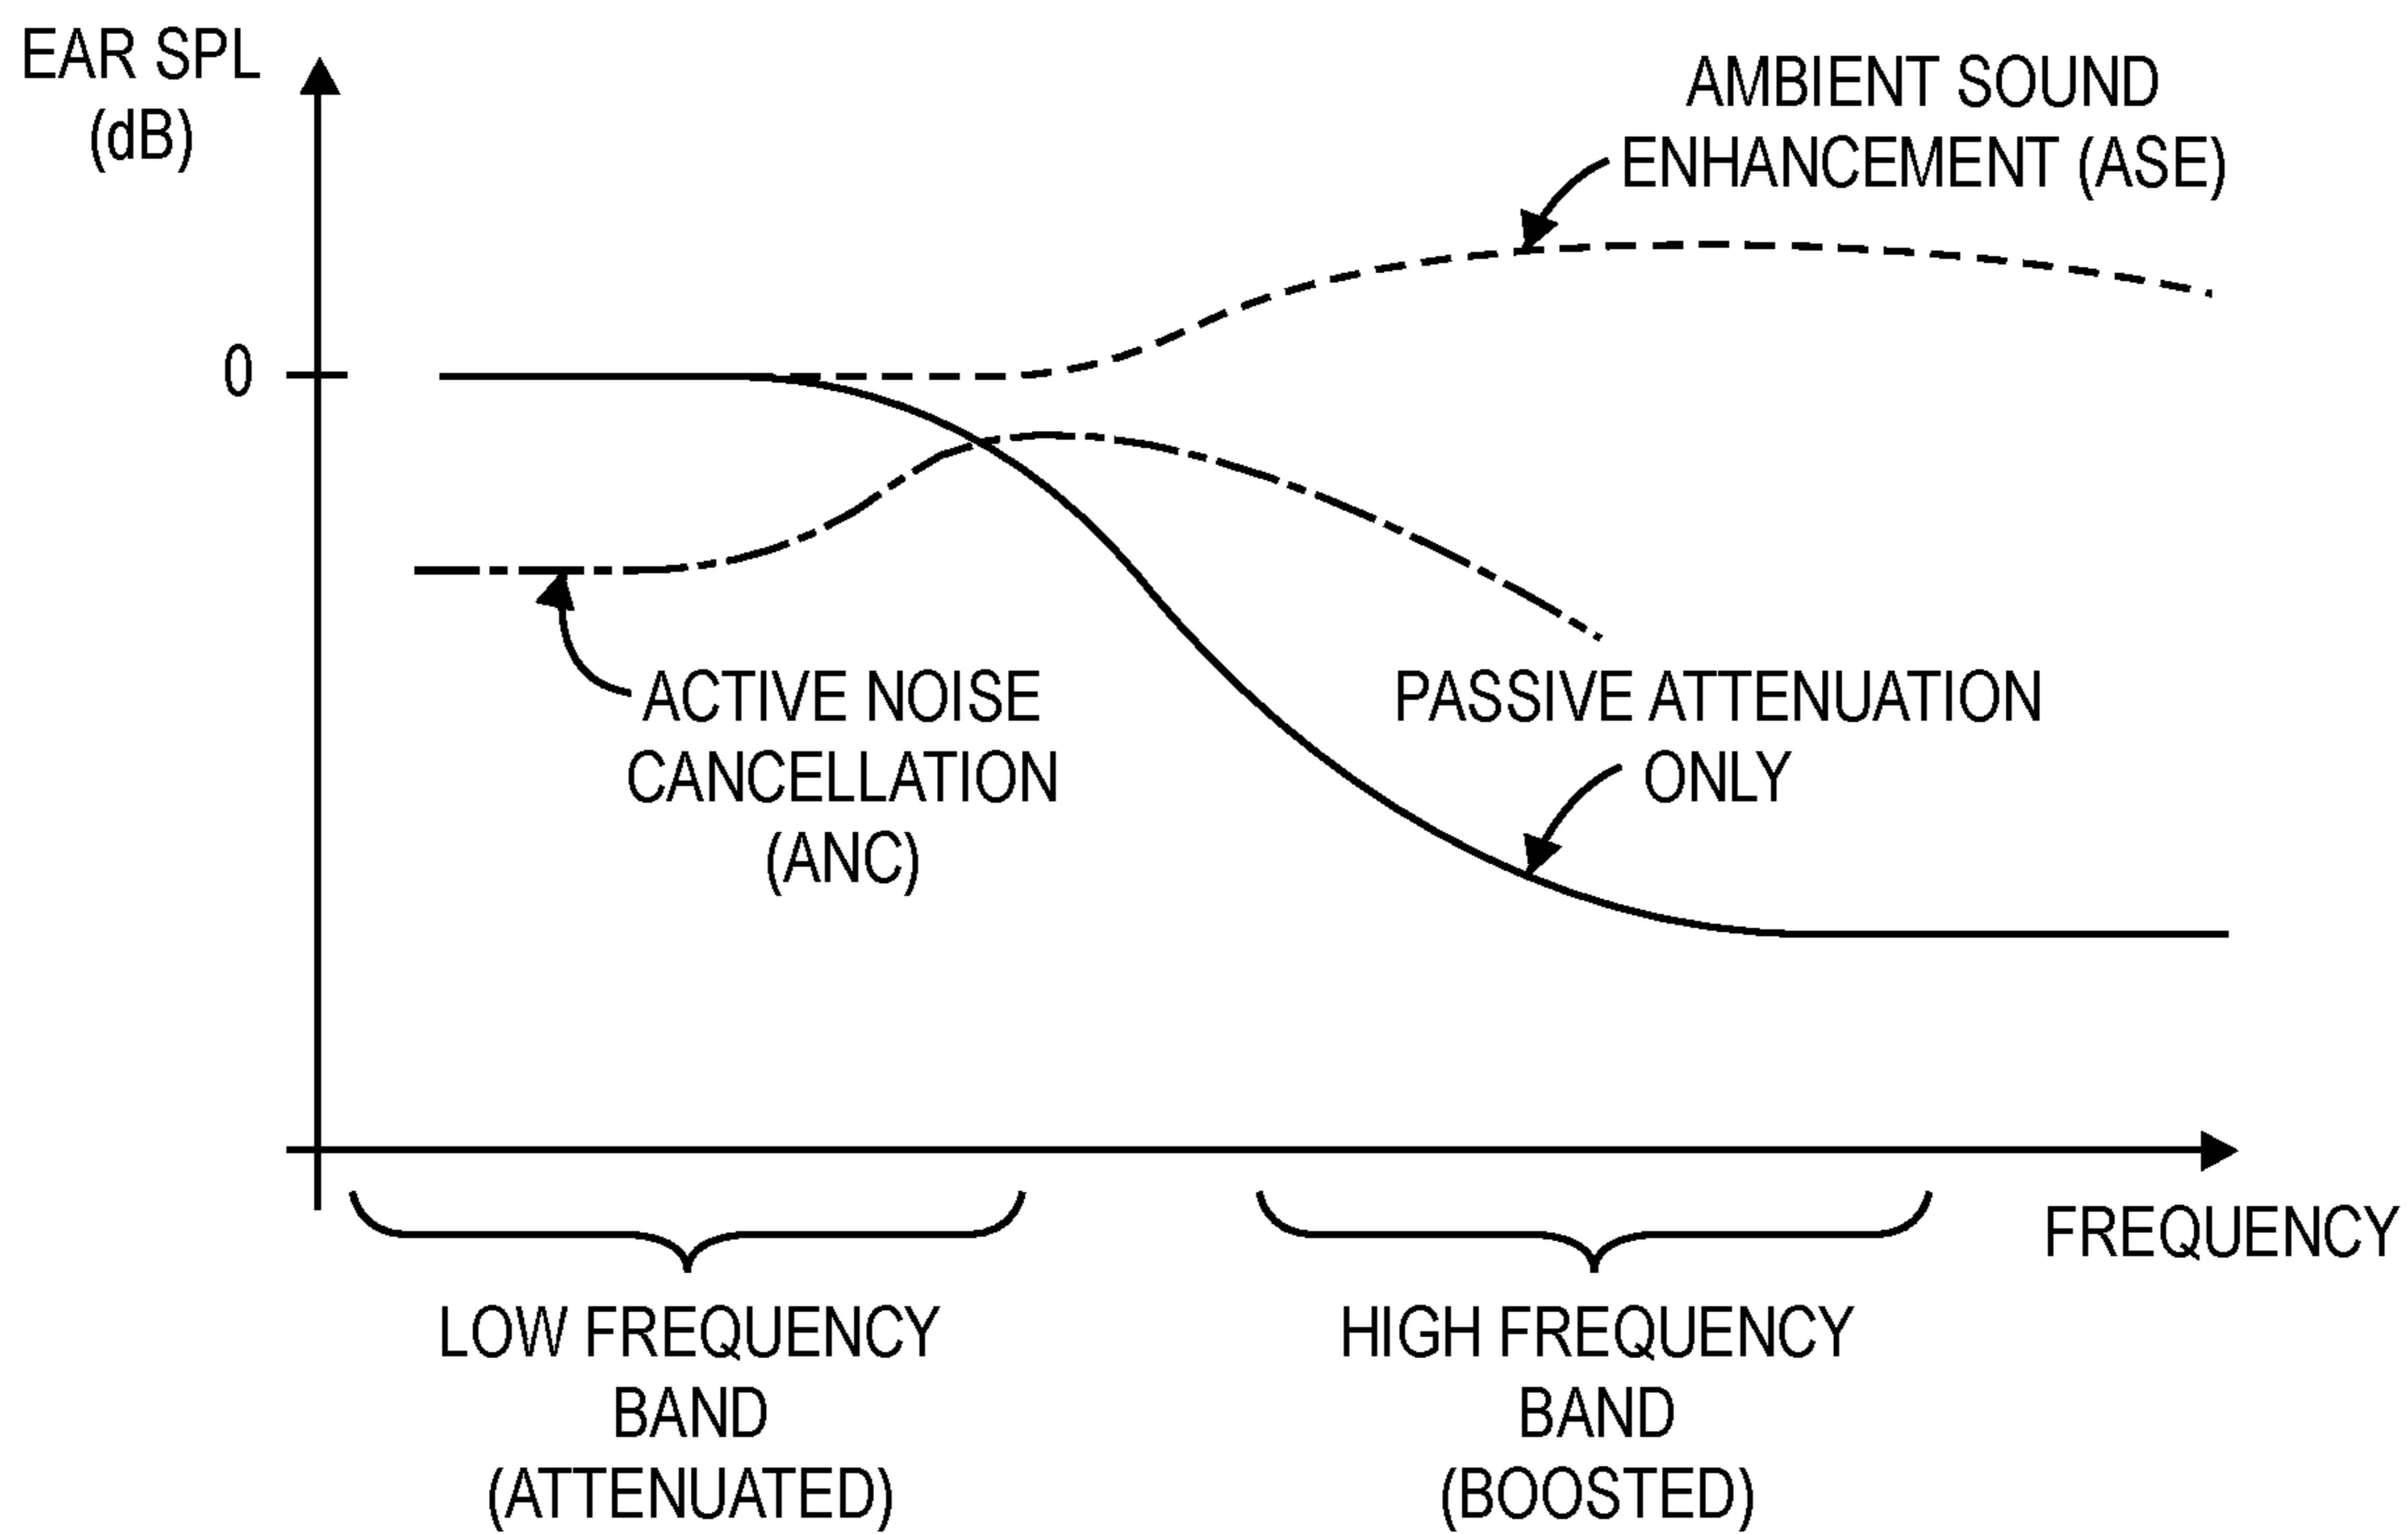 EAR SPL
(dB)
AMBIENT SOUND
ENHANCEMENT (ASE)
0
ACTIVE NOISE
CANCELLATION
(ANC)
PASSIVE ATTENUATION
ONLY
FREQUENCY
LOW FREQUENCY
BAND
(ATTENUATED)
HIGH FREQUENCY
BAND
(BOOSTED)